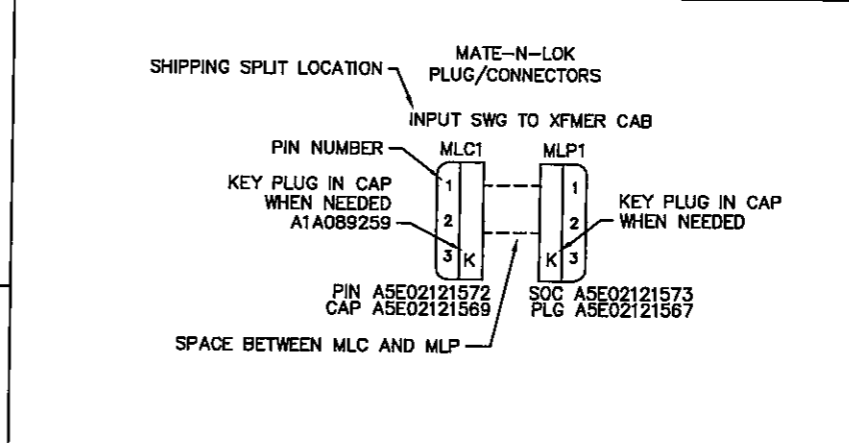 MATE-N-LOK
PLUG/CONNECTORS
SHIPPING SPLIT LOCATION
INPUT SWG TO XFMER CAB
PIN NUMBER
MLC1
MLP1
KEY PLUG IN CAP
WHEN NEEDED
A1A089259
1
2
3
K
1
2
3
K
KEY PLUG IN CAP
WHEN NEEDED
PIN A5E02121572
CAP A5E02121569
SOC A5E02121573
PLG A5E02121567
SPACE BETWEEN MLC AND MLP